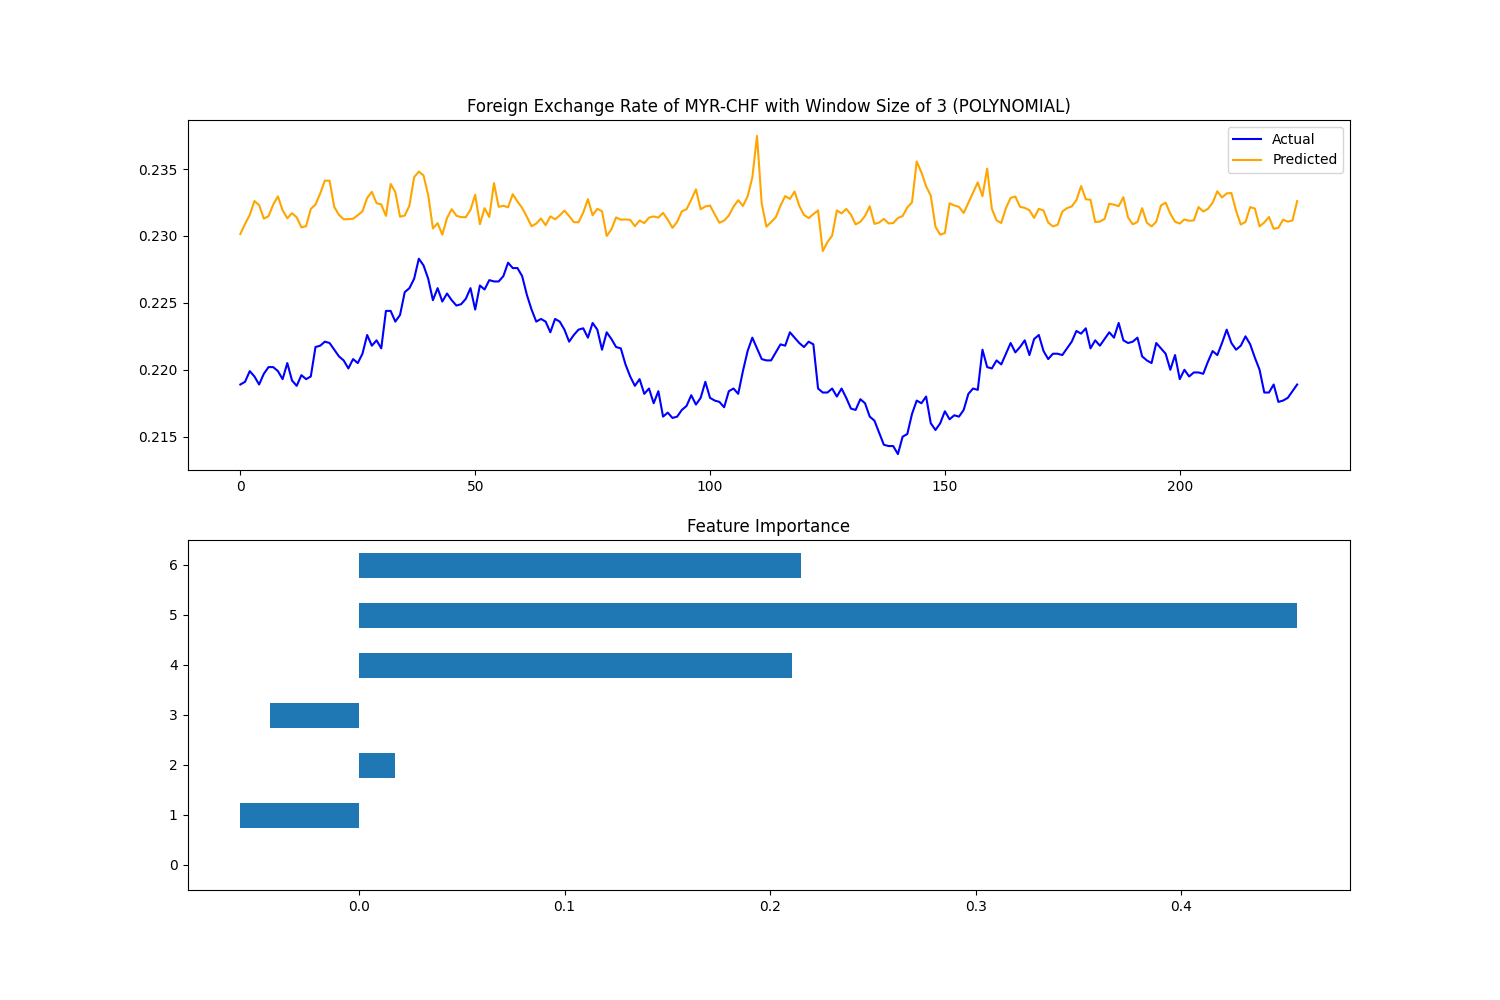 Foreign Exchange Rate of MYR-CHF with Window Size of 3 (POLYNOMIAL)
Actual
Predicted
0.235
0.230
0.225
0.220
0.215
0 50 100 150 200
Feature Importance
6
5
4
3
2
1
0
0.0 0.1 0.2 0.3 0.4